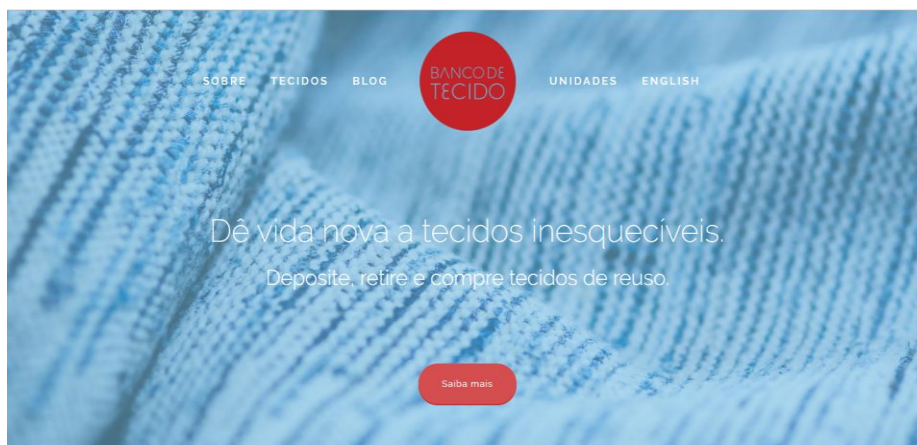 SOBRE TECIDOS BLOG BANCO DE TECIDO UNIDADES ENGLISH
Dê vida nova a tecidos inesquecíveis.
Deposite, retire e compre tecidos de reuso.
Saiba mais